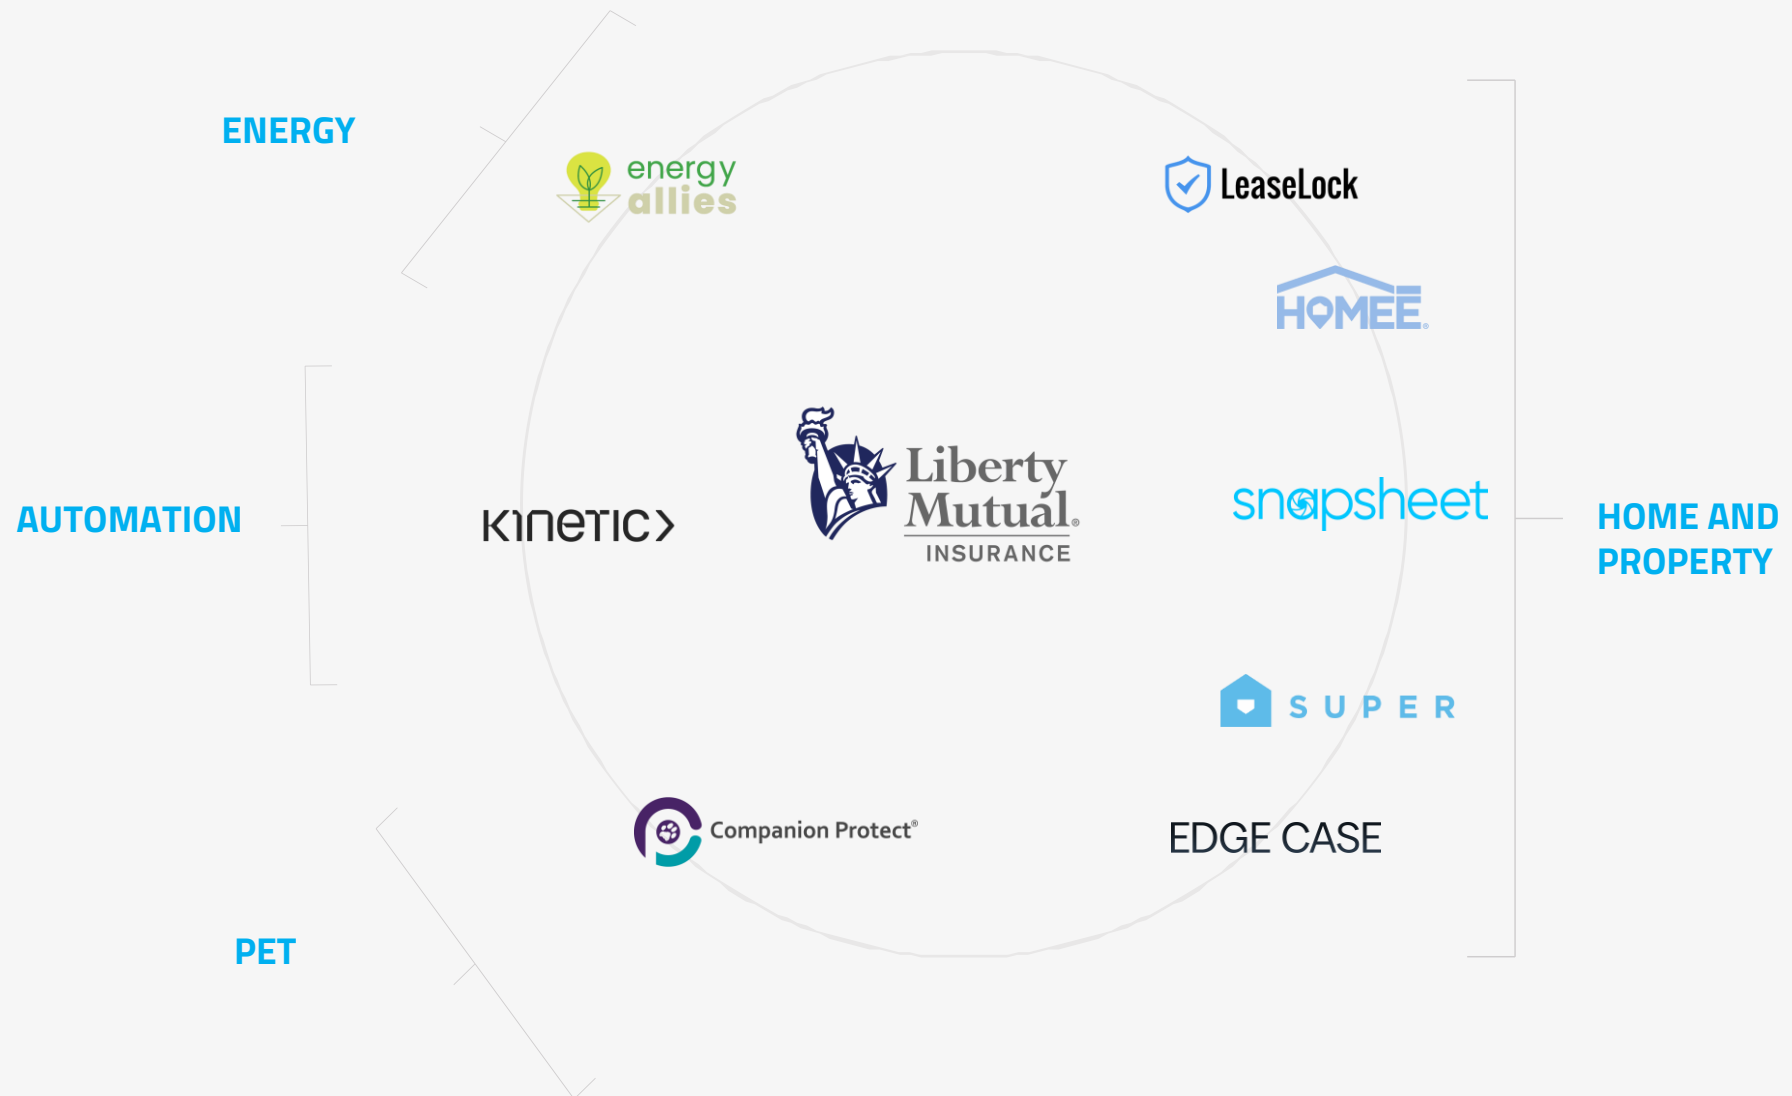 ENERGY
energy
allies
LeaseLock
HOMEE®
AUTOMATION
KINETIC
Liberty
Mutual®
INSURANCE
snapsheet
HOME AND
PROPERTY
SUPER
Companion Protect®
EDGE CASE
PET